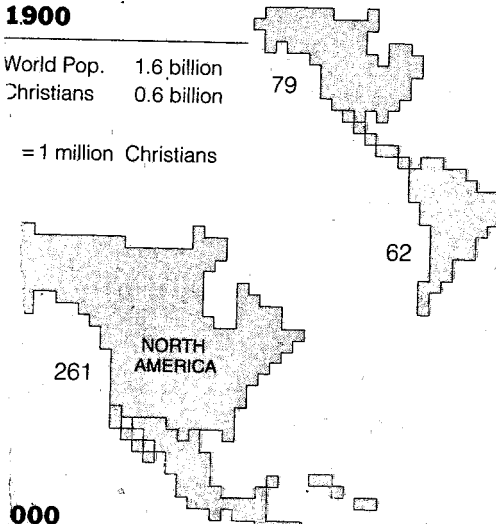 1900
World Pop. 1.6 billion
Christians 0.6 billion
79
= 1 million Christians
62
NORTH
AMERICA
261
000